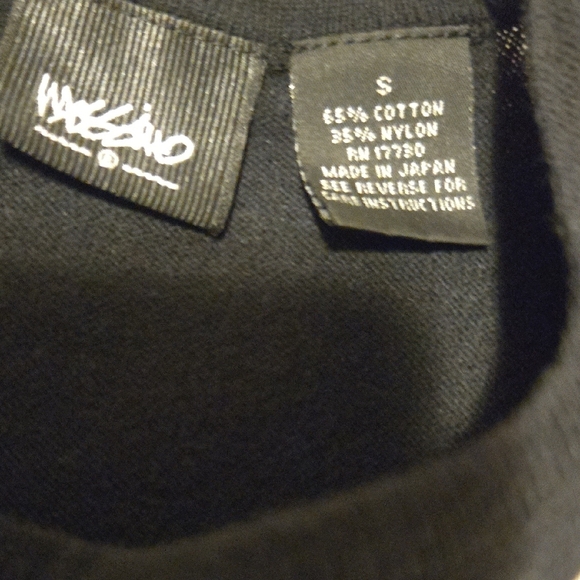 Mossimo
S
65% COTTON
35% NYLON
RN 17730
MADE IN JAPAN
SEE REVERSE FOR
CARE INSTRUCTIONS